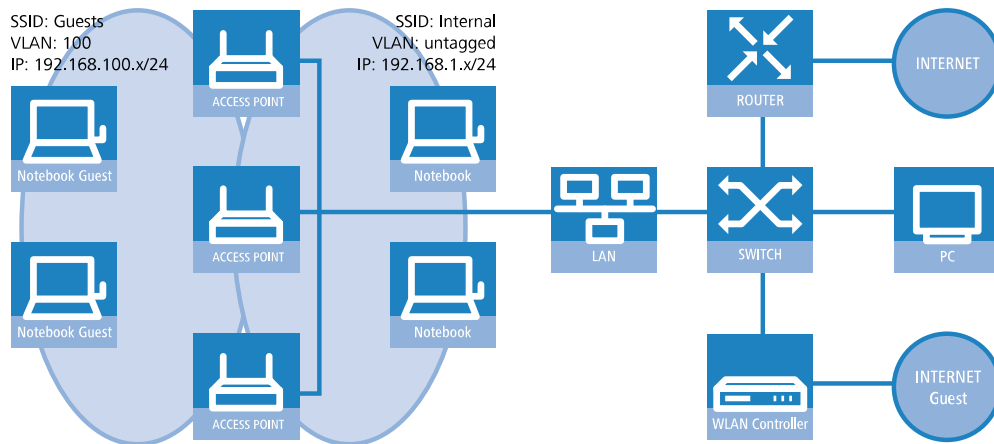 SSID: Guests
VLAN: 100
IP: 192.168.100.x/24
SSID: Internal
VLAN: untagged
IP: 192.168.1.x/24
ACCESS POINT
ROUTER
INTERNET
Notebook Guest
Notebook
ACCESS POINT
LAN
SWITCH
PC
Notebook Guest
Notebook
ACCESS POINT
WLAN Controller
INTERNET
Guest